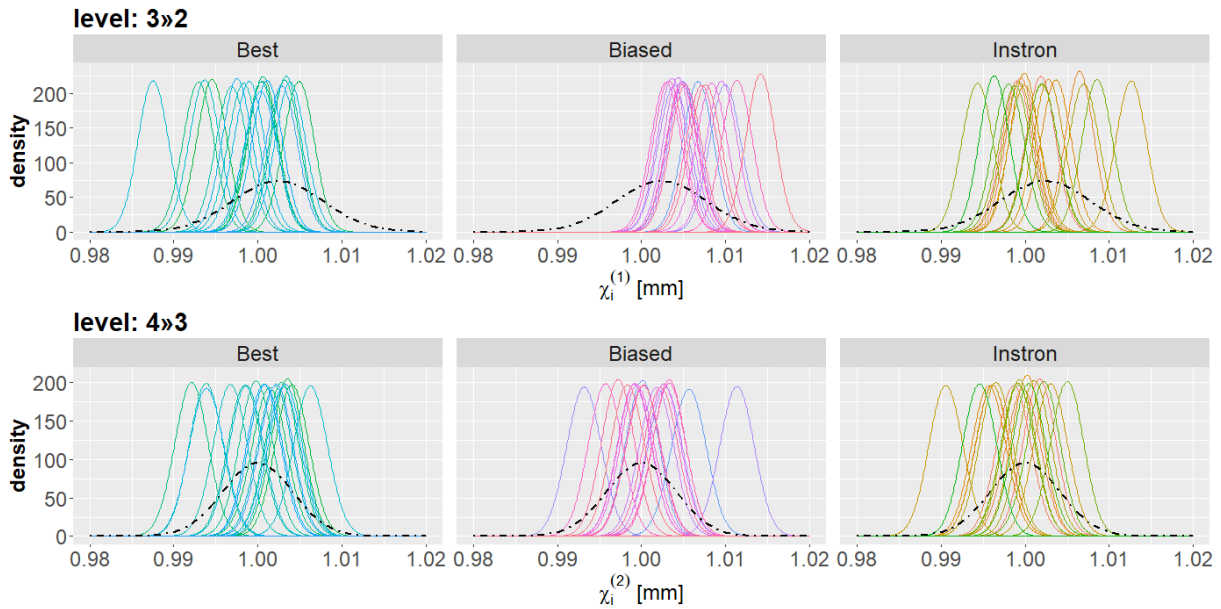 level: 3»2
Best Biased Instron
density
200
150
100
50
0
0.98 0.99 1.00 1.01 1.02 0.98 0.99 1.00 1.01 1.02 0.98 0.99 1.00 1.01 1.02
χᵢ⁽¹⁾ [mm]
level: 4»3
Best Biased Instron
density
200
150
100
50
0
0.98 0.99 1.00 1.01 1.02 0.98 0.99 1.00 1.01 1.02 0.98 0.99 1.00 1.01 1.02
χᵢ⁽²⁾ [mm]